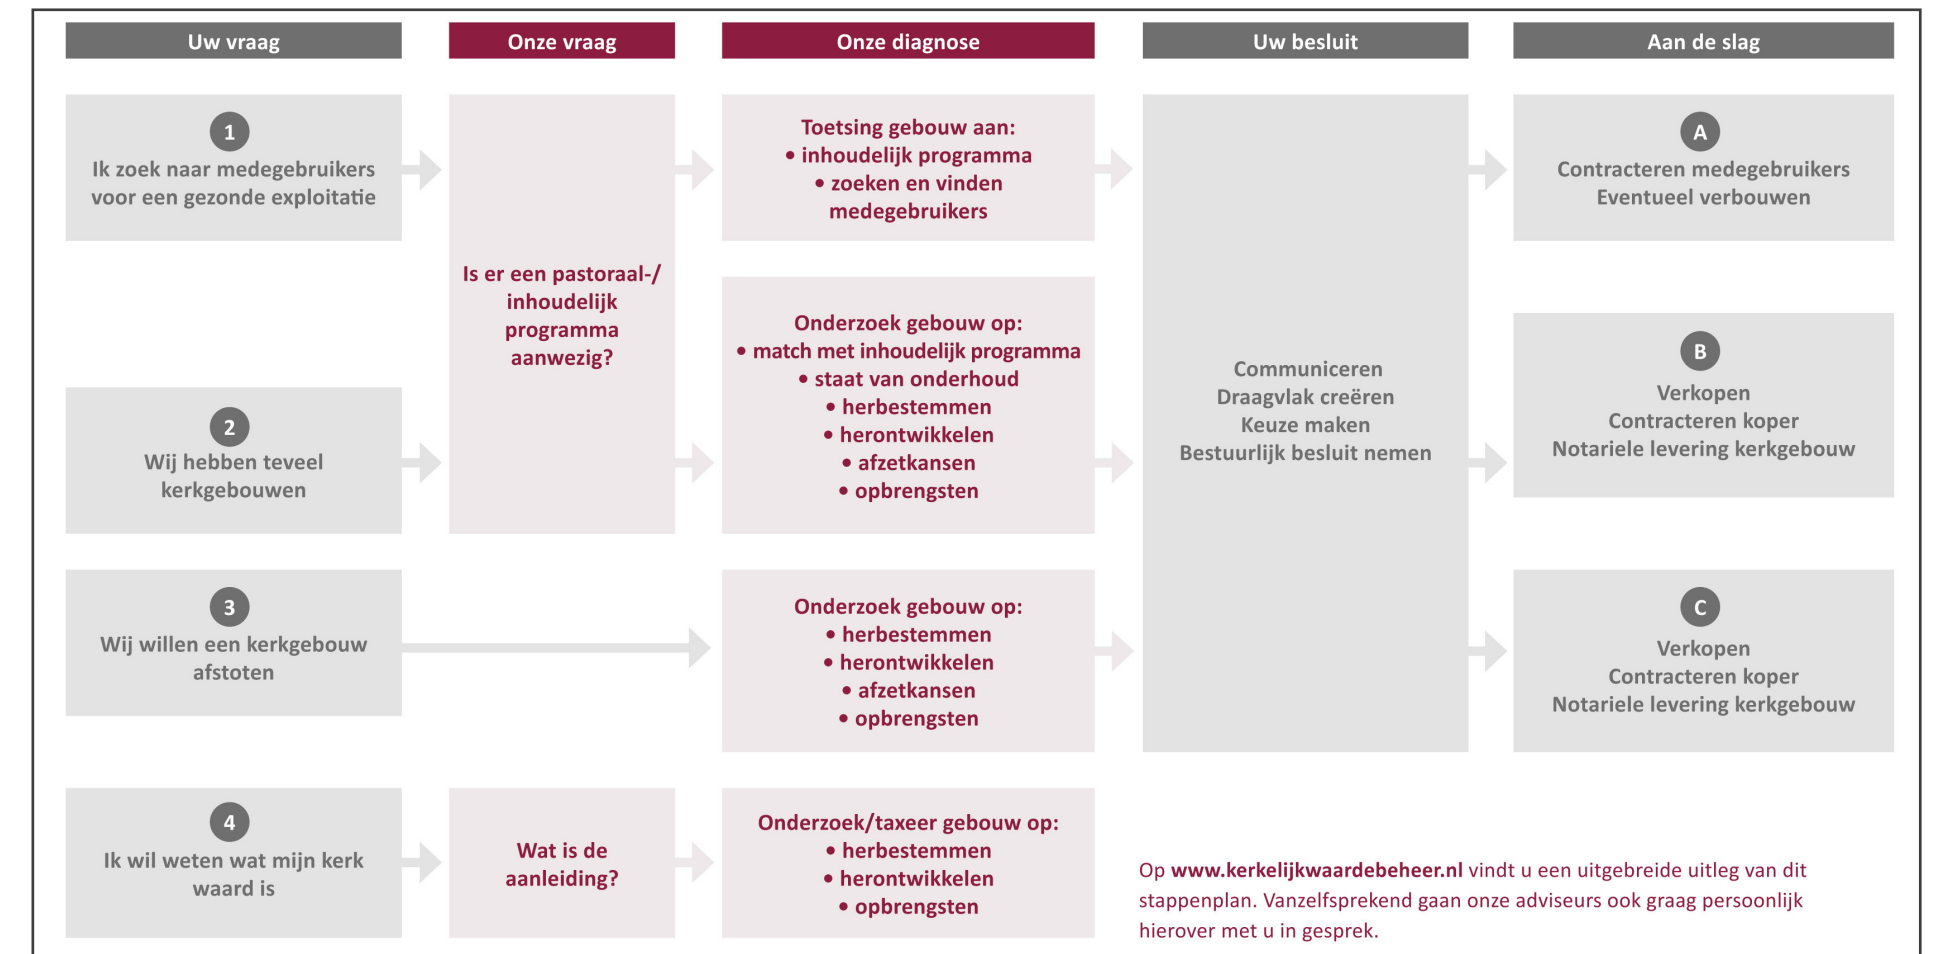 Uw vraag
Onze vraag
Onze diagnose
Uw besluit
Aan de slag
1
Ik zoek naar medegebruikers
voor een gezonde exploitatie
2
Wij hebben teveel
kerkgebouwen
3
Wij willen een kerkgebouw
afstoten
4
Ik wil weten wat mijn kerk
waard is
Is er een pastoraal-/
inhoudelijk
programma
aanwezig?
Wat is de
aanleiding?
Toetsing gebouw aan:
• inhoudelijk programma
• zoeken en vinden
medegebruikers
Onderzoek gebouw op:
• match met inhoudelijk programma
• staat van onderhoud
• herbestemmen
• herontwikkelen
• afzetkansen
• opbrengsten
Onderzoek gebouw op:
• herbestemmen
• herontwikkelen
• afzetkansen
• opbrengsten
Onderzoek/taxeer gebouw op:
• herbestemmen
• herontwikkelen
• opbrengsten
Communiceren
Draagvlak creëren
Keuze maken
Bestuurlijk besluit nemen
A
Contracteren medegebruikers
Eventueel verbouwen
B
Verkopen
Contracteren koper
Notariele levering kerkgebouw
C
Verkopen
Contracteren koper
Notariele levering kerkgebouw
Op www.kerkelijkwaardebeheer.nl vindt u een uitgebreide uitleg van dit
stappenplan. Vanzelfsprekend gaan onze adviseurs ook graag persoonlijk
hierover met u in gesprek.